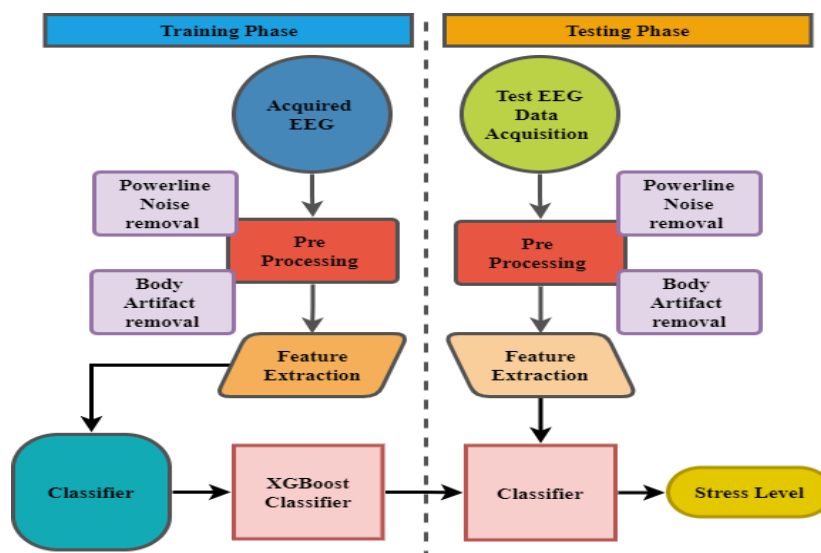 Training Phase
Testing Phase
Acquired
EEG
Test EEG
Data
Acquisition
Powerline
Noise
removal
Pre
Processing
Body
Artifact
removal
Powerline
Noise
removal
Pre
Processing
Body
Artifact
removal
Feature
Extraction
Feature
Extraction
Classifier
XGBoost
Classifier
Classifier
Stress Level